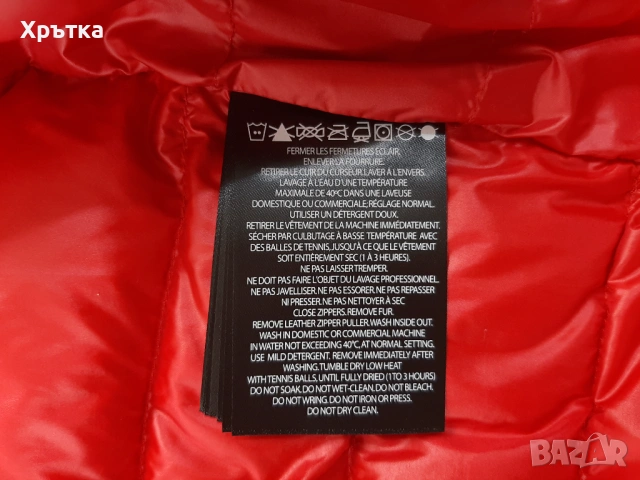 Хрътка
FERMER LES FERMETURES ÉCLAIR,
ENLEVER LA FOURRURE.
RETIRER LE CUIR DU CURSEUR. LAVER À L'ENVERS.
LAVAGE À L'EAU D'UNE TEMPÉRATURE
MAXIMALE DE 40ºC DANS UNE LAVEUSE
DOMESTIQUE OU COMMERCIALE; RÉGLAGE NORMAL.
UTILISER UN DÉTERGENT DOUX.
RETIRER LE VÊTEMENT DE LA MACHINE IMMÉDIATEMENT.
SÉCHER PAR CULBUTAGE À BASSE TEMPÉRATURE AVEC
DES BALLES DE TENNIS, JUSQU'À CE QUE LE VÊTEMENT
SOIT ENTIÈREMENT SEC (1 À 3 HEURES).
NE PAS LAISSER TREMPER.
NE DOIT PAS FAIRE L'OBJET DU LAVAGE PROFESSIONNEL.
NE PAS JAVELLISER. NE PAS ESSORER. NE PAS REPASSER
NI PRESSER. NE PAS NETTOYER À SEC
CLOSE ZIPPERS. REMOVE FUR.
REMOVE LEATHER ZIPPER PULLER. WASH INSIDE OUT.
WASH IN DOMESTIC OR COMMERCIAL MACHINE
IN WATER NOT EXCEEDING 40ºC, AT NORMAL SETTING.
USE MILD DETERGENT. REMOVE IMMEDIATELY AFTER
WASHING. TUMBLE DRY LOW HEAT
WITH TENNIS BALLS, UNTIL FULLY DRIED (1 TO 3 HOURS)
DO NOT SOAK. DO NOT WET-CLEAN. DO NOT BLEACH.
DO NOT WRING. DO NOT IRON OR PRESS.
DO NOT DRY CLEAN.
BAZAR